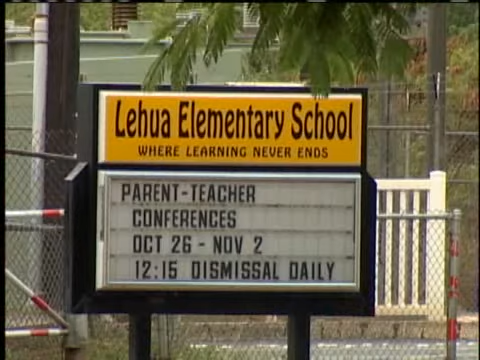 Lehua Elementary School
WHERE LEARNING NEVER ENDS
PARENT-TEACHER
CONFERENCES
OCT 26 - NOV 2
12:15 DISMISSAL DAILY